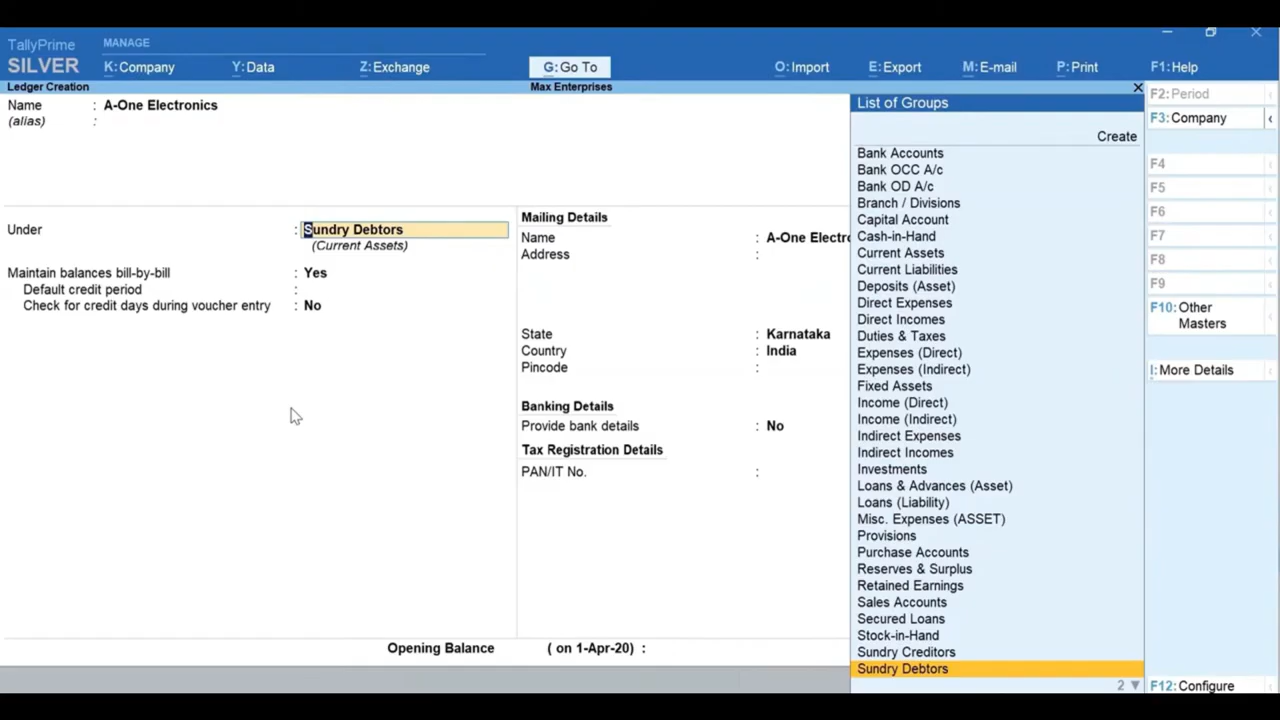 TallyPrime
SILVER
MANAGE
K:Company
Y:Data
Z:Exchange
G:Go To
O:Import
E:Export
M:E-mail
P:Print
F1:Help
Ledger Creation
Max Enterprises
Name : A-One Electronics
(alias) :
Under : Sundry Debtors
(Current Assets)
Maintain balances bill-by-bill : Yes
Default credit period :
Check for credit days during voucher entry : No
Mailing Details
Name : A-One Electro
Address :
State : Karnataka
Country : India
Pincode :
Banking Details
Provide bank details : No
Tax Registration Details
PAN/IT No. :
Opening Balance ( on 1-Apr-20) :
List of Groups
Create
Bank Accounts
Bank OCC A/c
Bank OD A/c
Branch / Divisions
Capital Account
Cash-in-Hand
Current Assets
Current Liabilities
Deposits (Asset)
Direct Expenses
Direct Incomes
Duties & Taxes
Expenses (Direct)
Expenses (Indirect)
Fixed Assets
Income (Direct)
Income (Indirect)
Indirect Expenses
Indirect Incomes
Investments
Loans & Advances (Asset)
Loans (Liability)
Misc. Expenses (ASSET)
Provisions
Purchase Accounts
Reserves & Surplus
Retained Earnings
Sales Accounts
Secured Loans
Stock-in-Hand
Sundry Creditors
Sundry Debtors
2 ▼
F2:Period
F3:Company
F4
F5
F6
F7
F8
F9
F10:Other
Masters
I:More Details
F12:Configure